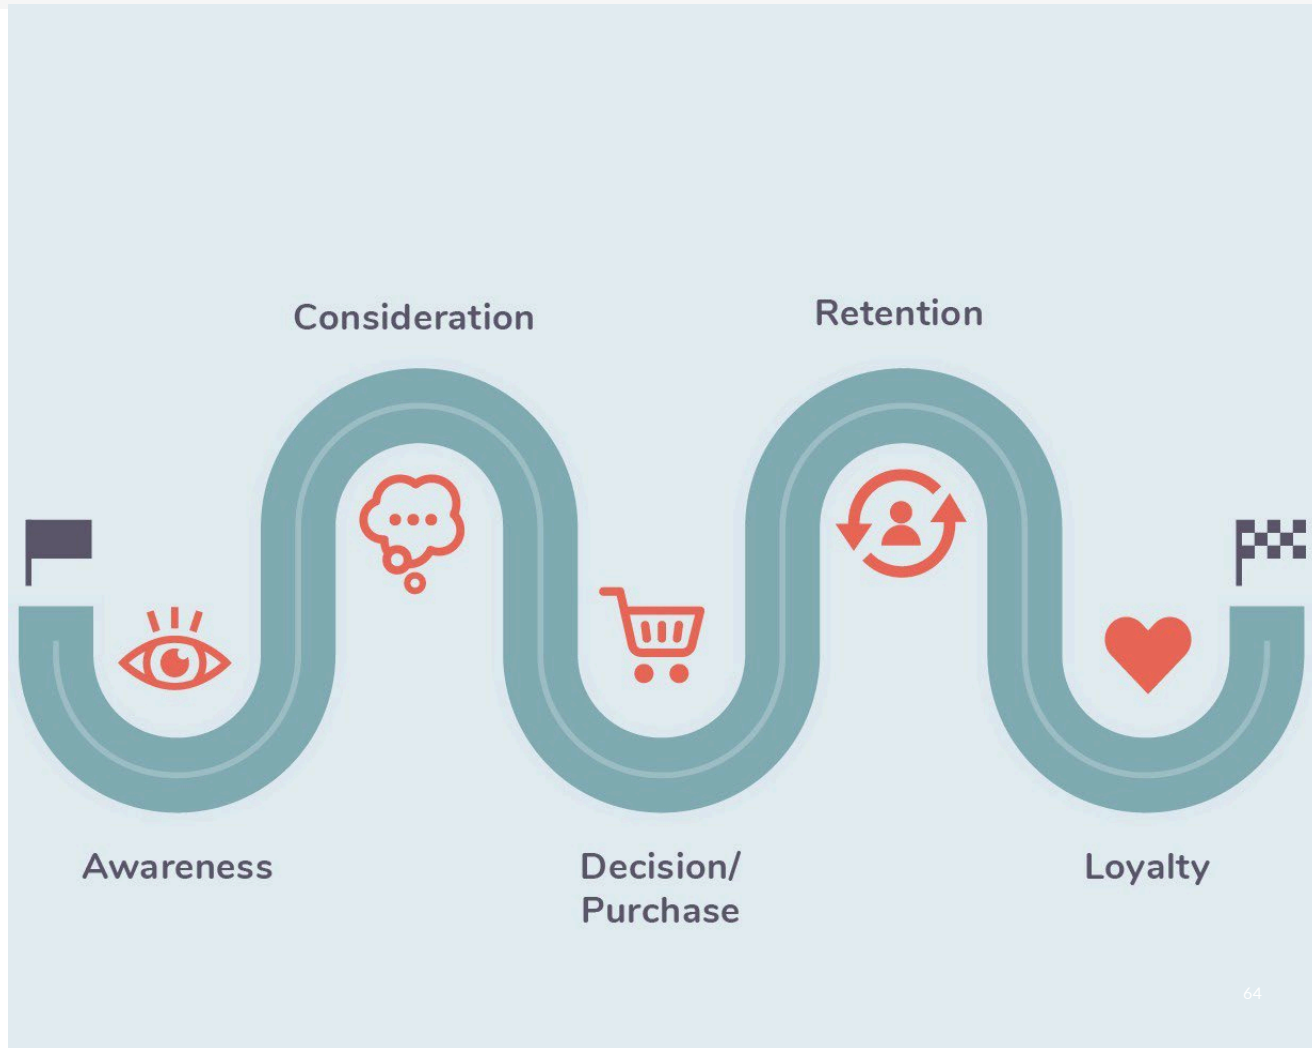 Consideration
Retention
Awareness
Decision/
Purchase
Loyalty
64